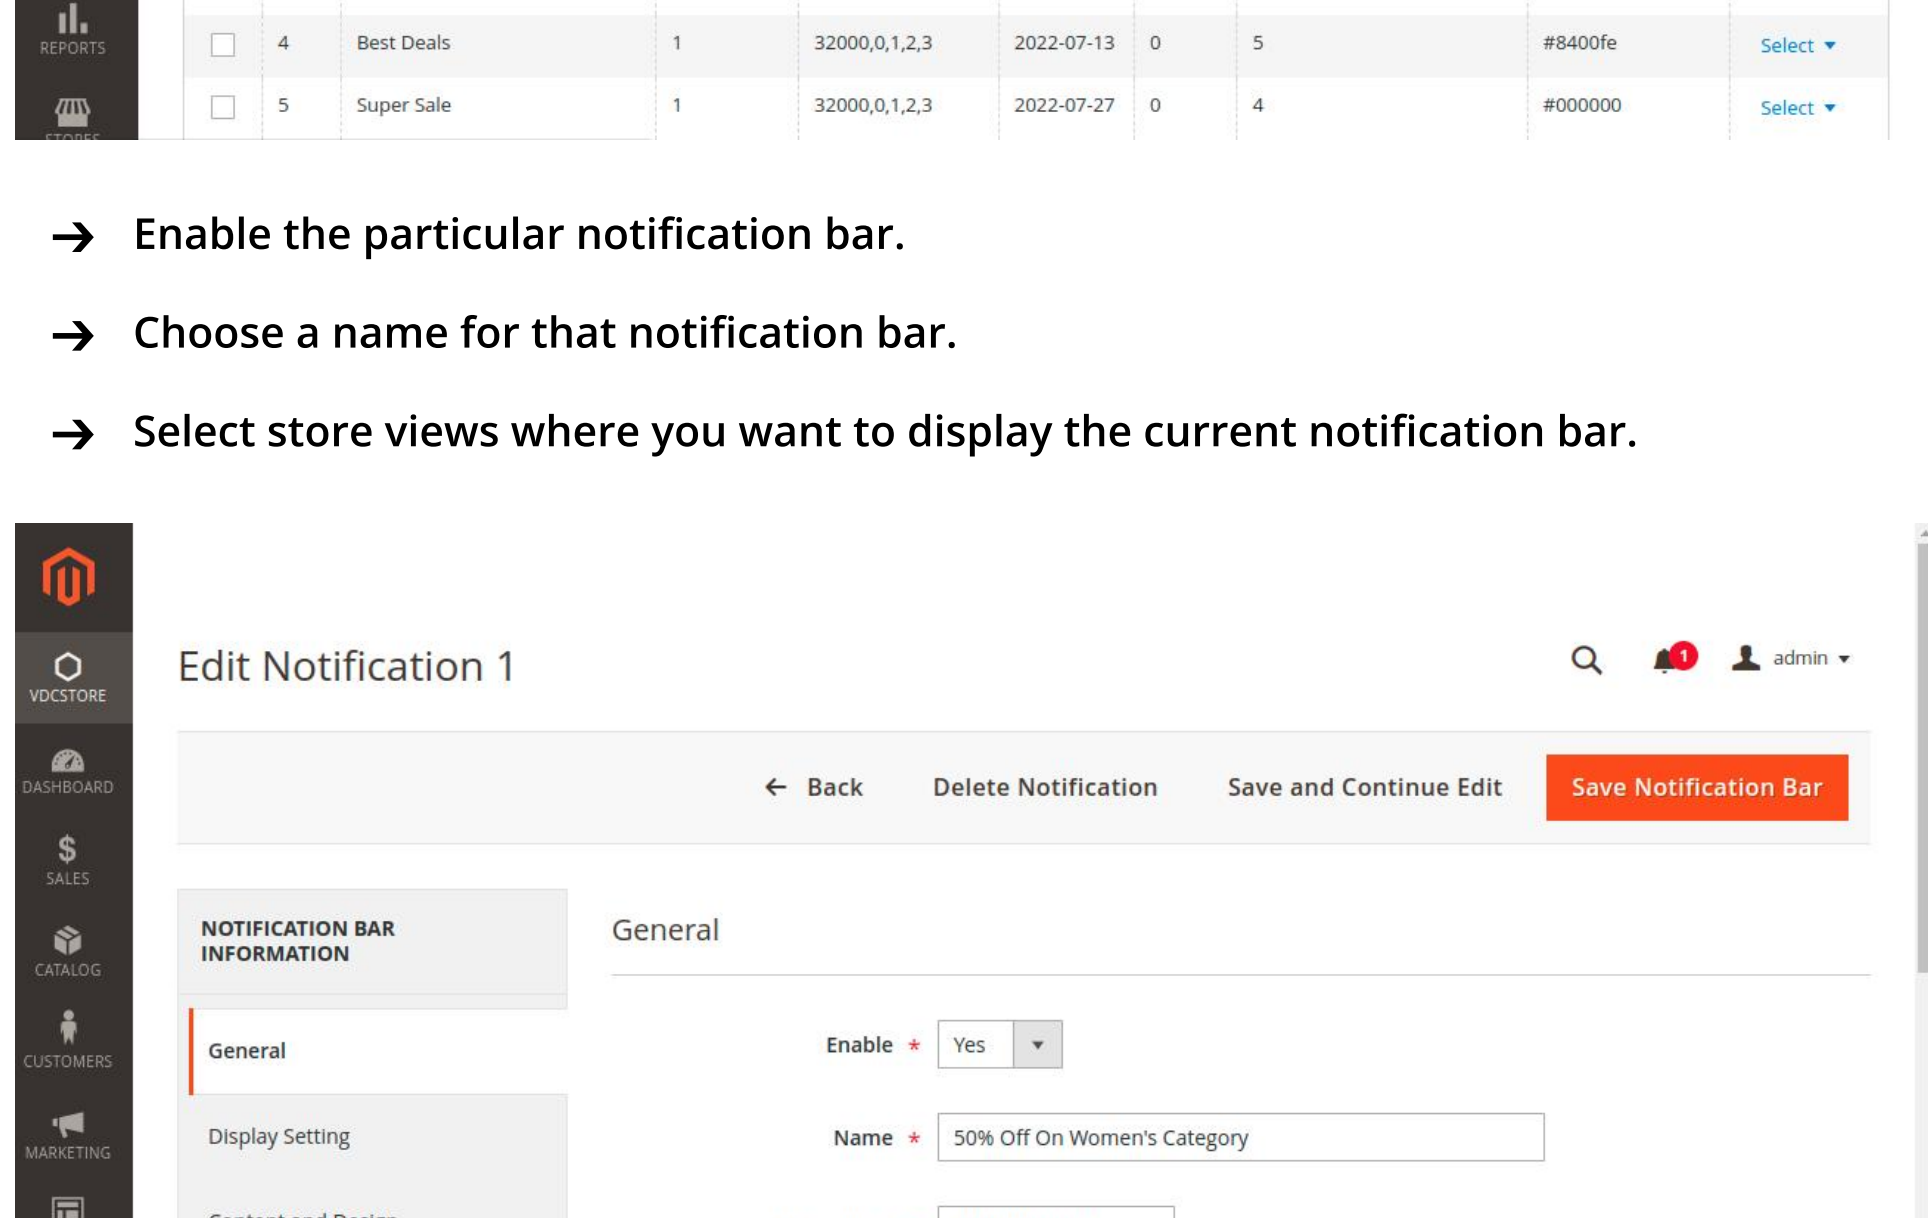 REPORTS
4 Best Deals 1 32000,0,1,2,3 2022-07-13 0 5 #8400fe Select
5 Super Sale 1 32000,0,1,2,3 2022-07-27 0 4 #000000 Select
STORES
→ Enable the particular notification bar.
→ Choose a name for that notification bar.
→ Select store views where you want to display the current notification bar.
VDCSTORE
Edit Notification 1
1
admin
DASHBOARD
← Back Delete Notification Save and Continue Edit Save Notification Bar
$
SALES
NOTIFICATION BAR
INFORMATION
General
CATALOG
General
Enable * Yes
CUSTOMERS
Display Setting
Name * 50% Off On Women's Category
MARKETING
Content and Design